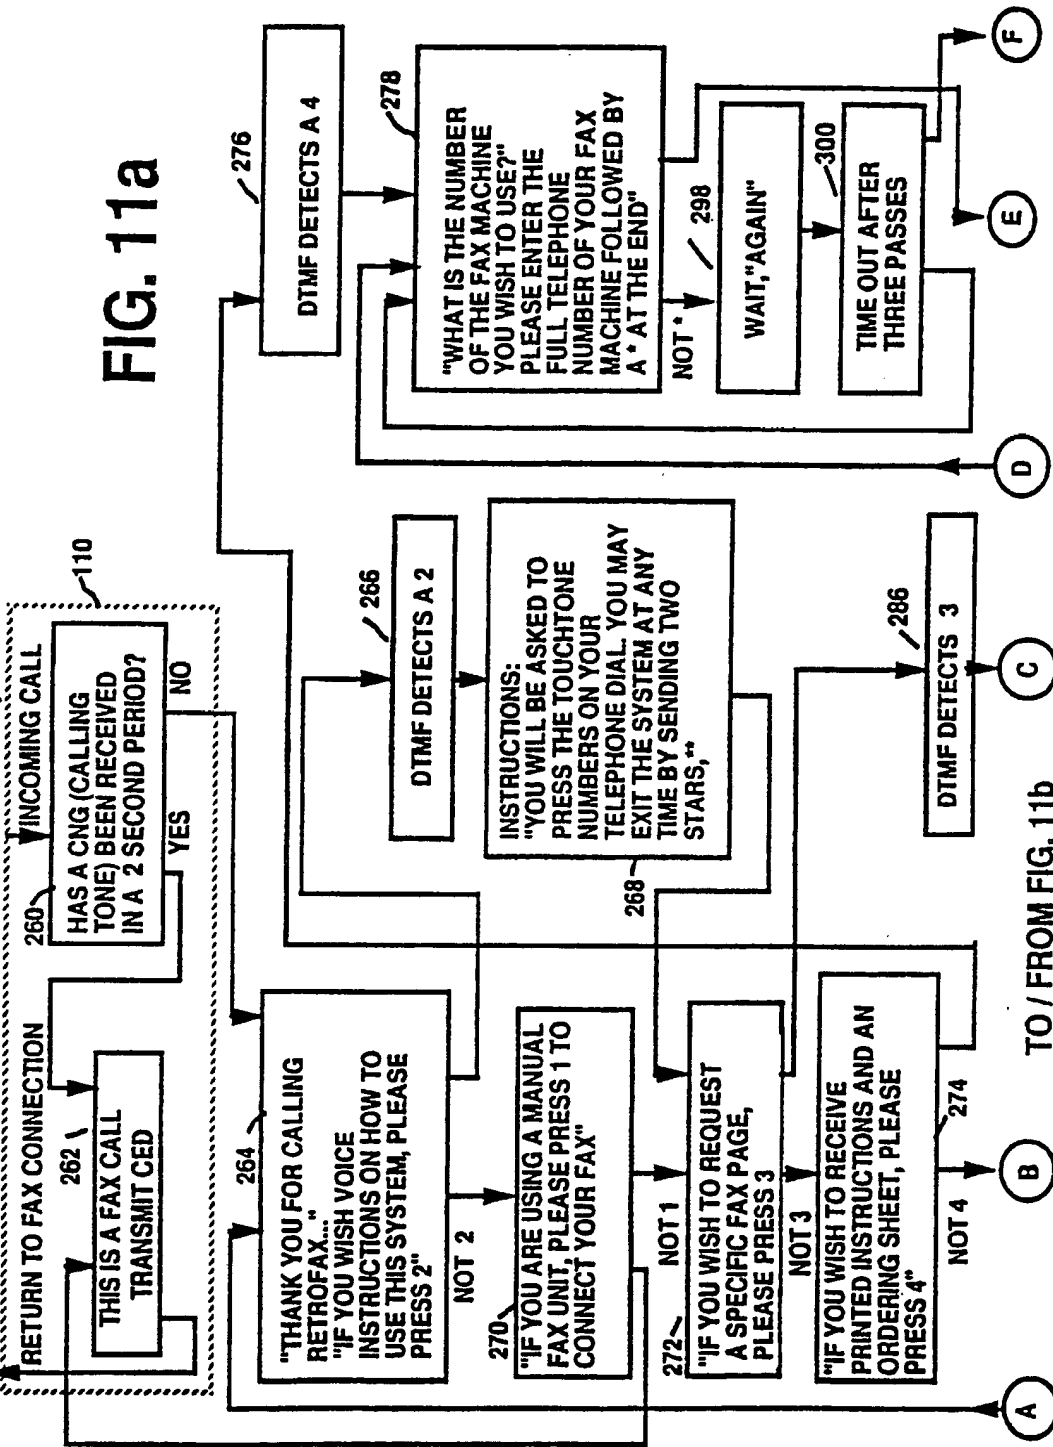 FIG. 11a
110
INCOMING CALL
RETURN TO FAX CONNECTION
260
HAS A CNG (CALLING
TONE) BEEN RECEIVED
IN A 2 SECOND PERIOD?
YES
NO
262
THIS IS A FAX CALL
TRANSMIT CED
264
"THANK YOU FOR CALLING
RETROFAX..."
"IF YOU WISH VOICE
INSTRUCTIONS ON HOW TO
USE THIS SYSTEM, PLEASE
PRESS 2"
NOT 2
266
DTMF DETECTS A 2
268
INSTRUCTIONS:
"YOU WILL BE ASKED TO
PRESS THE TOUCHTONE
NUMBERS ON YOUR
TELEPHONE DIAL. YOU MAY
EXIT THE SYSTEM AT ANY
TIME BY SENDING TWO
STARS,**
270
"IF YOU ARE USING A MANUAL
FAX UNIT, PLEASE PRESS 1 TO
CONNECT YOUR FAX"
NOT 1
272
"IF YOU WISH TO REQUEST
A SPECIFIC FAX PAGE,
PLEASE PRESS 3
NOT 3
274
"IF YOU WISH TO RECEIVE
PRINTED INSTRUCTIONS AND AN
ORDERING SHEET, PLEASE
PRESS 4"
NOT 4
276
DTMF DETECTS A 4
278
"WHAT IS THE NUMBER
OF THE FAX MACHINE
YOU WISH TO USE?"
PLEASE ENTER THE
FULL TELEPHONE
NUMBER OF YOUR FAX
MACHINE FOLLOWED BY
A * AT THE END"
NOT *
298
WAIT,"AGAIN"
300
TIME OUT AFTER
THREE PASSES
286
DTMF DETECTS 3
A
B
C
D
E
F
TO / FROM FIG. 11b